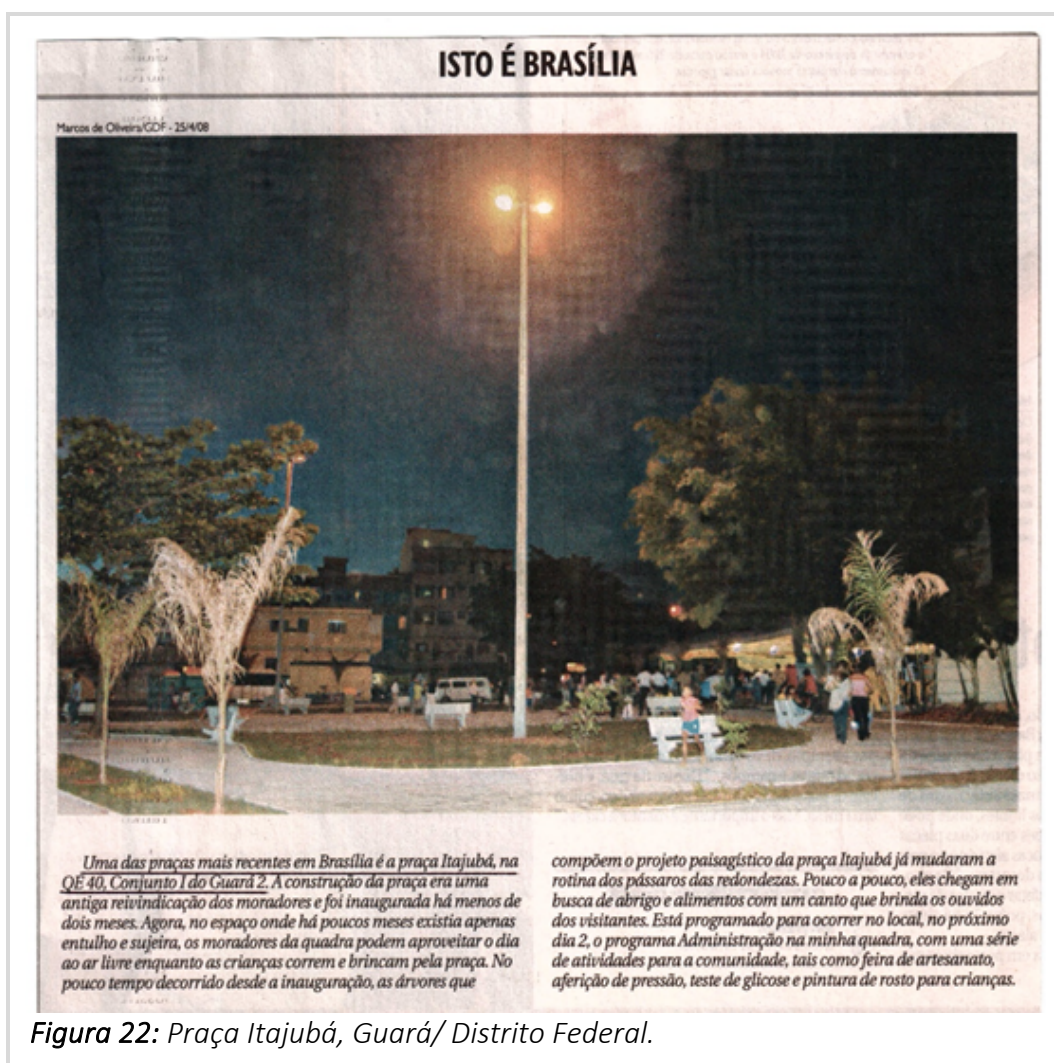 ISTO É BRASÍLIA
Marcos de Oliveira/GDF - 25/4/08
Uma das praças mais recentes em Brasília é a praça Itajubá, na
QE 40, Conjunto I do Guará 2. A construção da praça era uma
antiga reivindicação dos moradores e foi inaugurada há menos de
dois meses. Agora, no espaço onde há poucos meses existia apenas
entulho e sujeira, os moradores da quadra podem aproveitar o dia
ao ar livre enquanto as crianças correm e brincam pela praça. No
pouco tempo decorrido desde a inauguração, as árvores que
compõem o projeto paisagístico da praça Itajubá já mudaram a
rotina dos pássaros das redondezas. Pouco a pouco, eles chegam em
busca de abrigo e alimentos com um canto que brinda os ouvidos
dos visitantes. Está programado para ocorrer no local, no próximo
dia 2, o programa Administração na minha quadra, com uma série
de atividades para a comunidade, tais como feira de artesanato,
aferição de pressão, teste de glicose e pintura de rosto para crianças.
Figura 22: Praça Itajubá, Guará/ Distrito Federal.